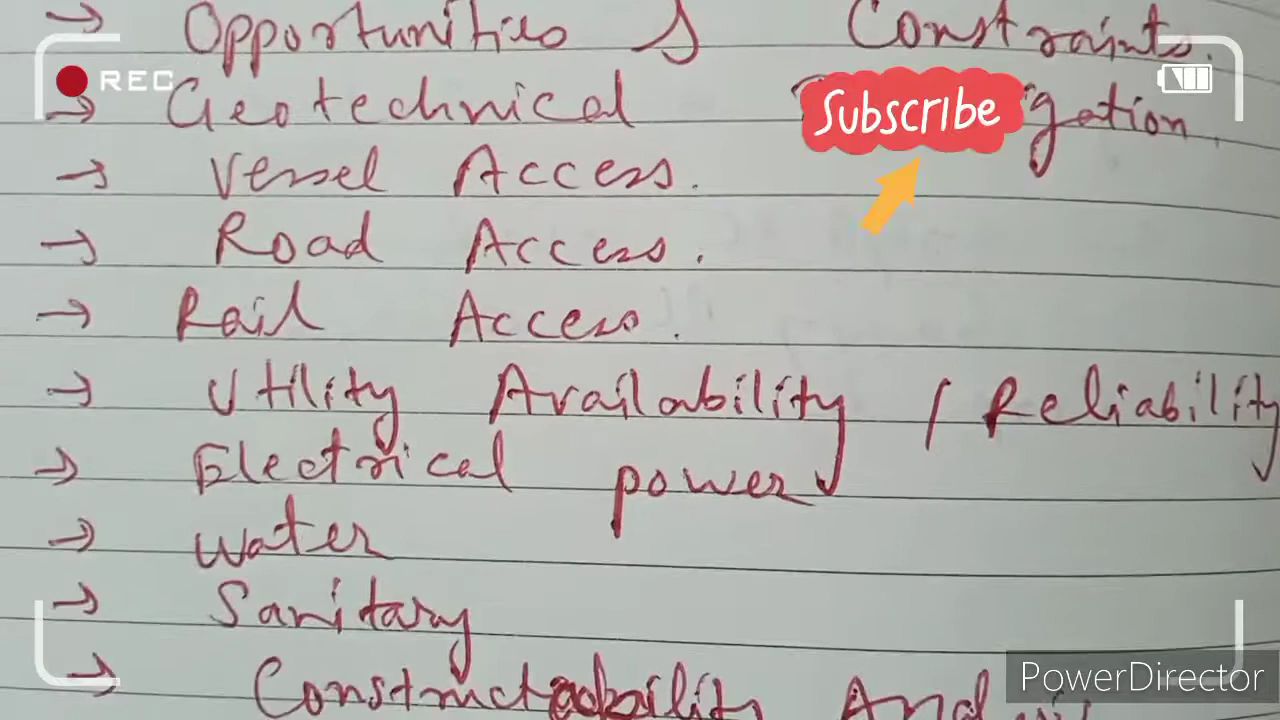 → Opportunities & Constraints.
REC
→ Geotechnical
Subscribe
→ Vessel Access.
→ Road Access.
→ Rail Access.
→ Utility Availability / Reliability
→ Electrical power
→ Water
→ Sanitary
→ Constructability
PowerDirector